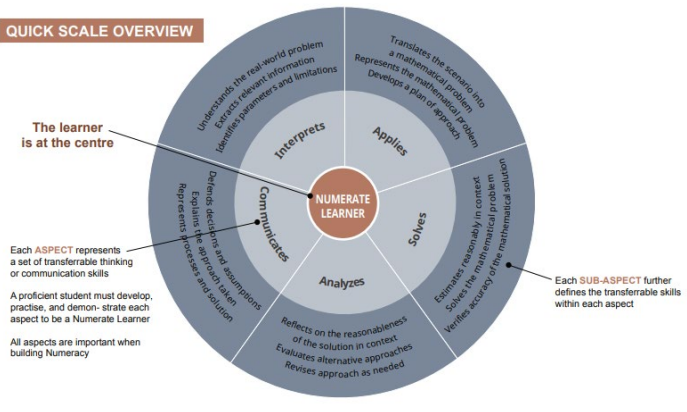 QUICK SCALE OVERVIEW
Understands the real-world problem
Extracts relevant information
Identifies parameters and limitations
Translates the scenario into
a mathematical problem
Represents the mathematical problem
Develops a plan of approach
The learner
is at the centre
Interprets
Applies
NUMERATE
LEARNER
Communicates
Solves
Analyzes
Defends decisions and assumptions
Explains the approach taken
Represents processes and solution
Estimates reasonably in context
Solves the mathematical problem
Verifies accuracy of the mathematical solution
Reflects on the reasonableness
of the solution in context
Evaluates alternative approaches
Revises approach as needed
Each ASPECT represents
a set of transferrable thinking
or communication skills
A proficient student must develop,
practise, and demon- strate each
aspect to be a Numerate Learner
All aspects are important when
building Numeracy
Each SUB-ASPECT further
defines the transferrable skills
within each aspect